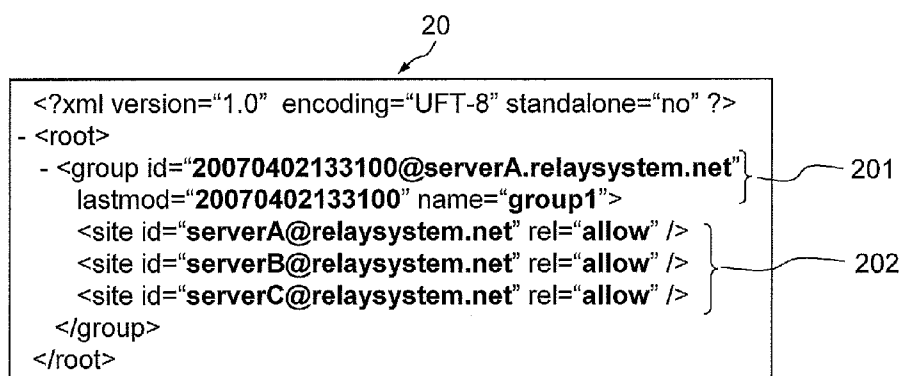 20
<?xml version=“1.0” encoding=“UFT-8” standalone=“no” ?>
- <root>
- <group id=“20070402133100@serverA.relaysystem.net”
lastmod=“20070402133100” name=“group1”>
201
<site id=“serverA@relaysystem.net” rel=“allow” />
<site id=“serverB@relaysystem.net” rel=“allow” />
<site id=“serverC@relaysystem.net” rel=“allow” />
202
</group>
</root>